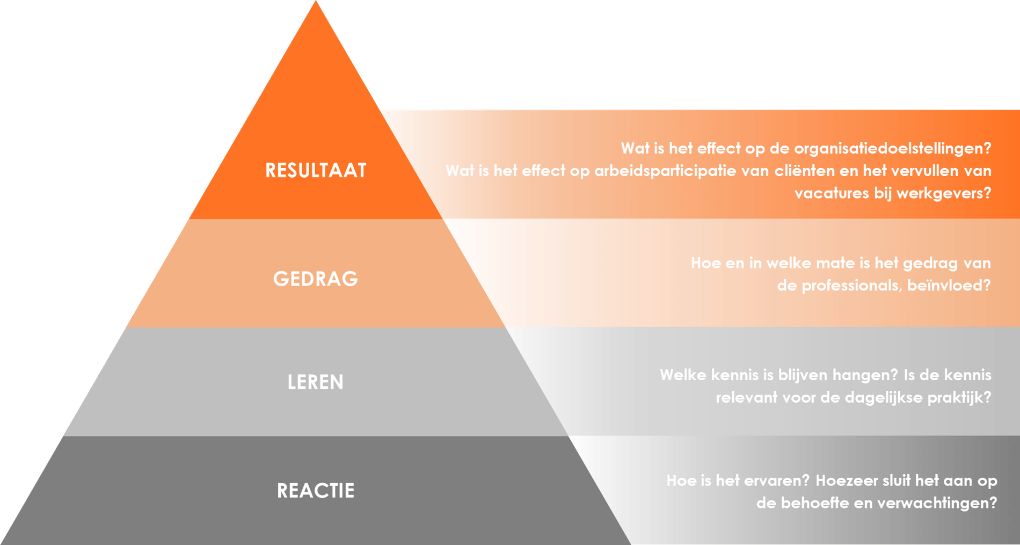 RESULTAAT
Wat is het effect op de organisatiedoelstellingen?
Wat is het effect op arbeidsparticipatie van cliënten en het vervullen van
vacatures bij werkgevers?
GEDRAG
Hoe en in welke mate is het gedrag van
de professionals, beïnvloed?
LEREN
Welke kennis is blijven hangen? Is de kennis
relevant voor de dagelijkse praktijk?
REACTIE
Hoe is het ervaren? Hoezeer sluit het aan op
de behoefte en verwachtingen?